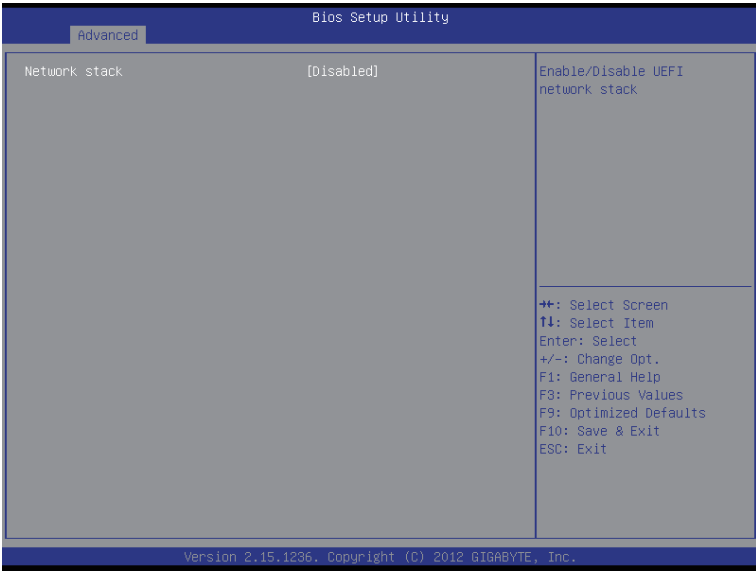 Bios Setup Utility
Advanced
Network stack [Disabled]
Enable/Disable UEFI
network stack
→←: Select Screen
↑↓: Select Item
Enter: Select
+/-: Change Opt.
F1: General Help
F3: Previous Values
F9: Optimized Defaults
F10: Save & Exit
ESC: Exit
Version 2.15.1236. Copyright (C) 2012 GIGABYTE, Inc.